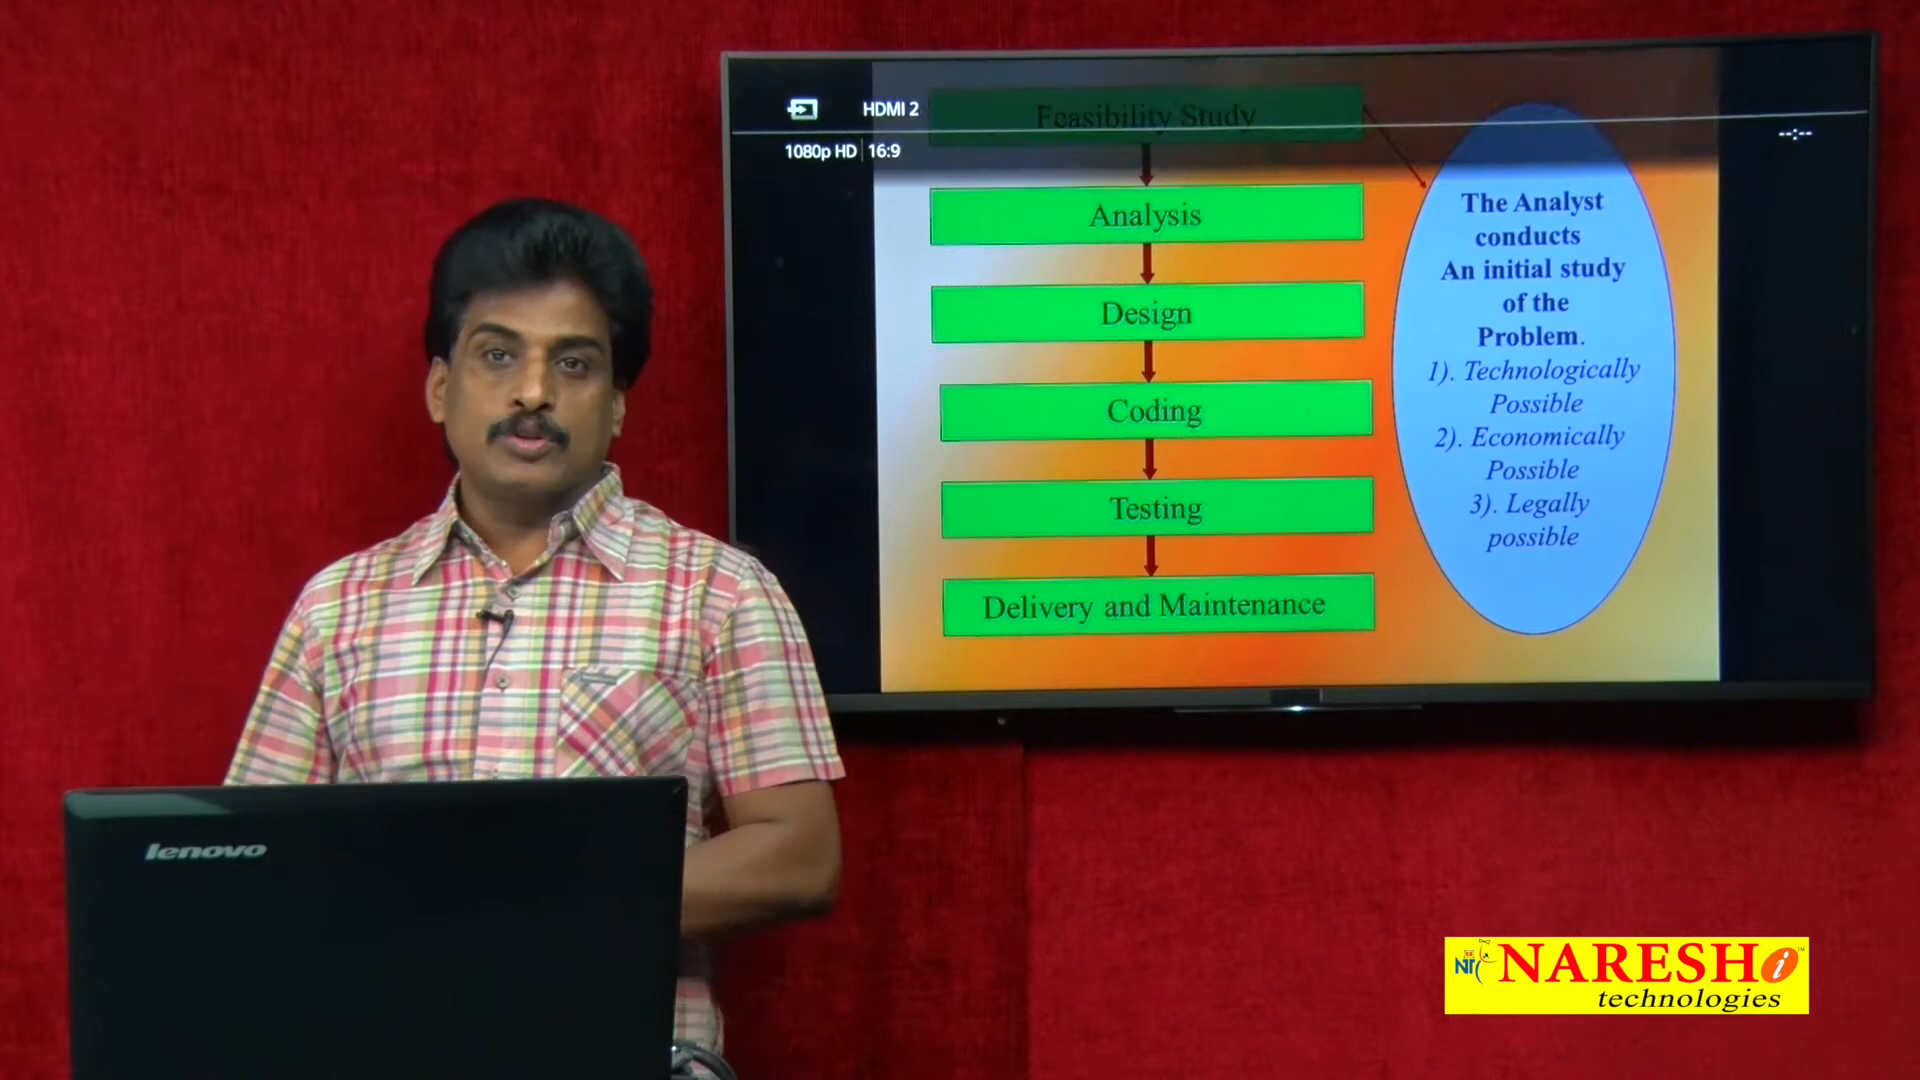 HDMI 2
1080p HD 16:9
--:--
Feasibility Study
Analysis
Design
Coding
Testing
Delivery and Maintenance
The Analyst
conducts
An initial study
of the
Problem.
1). Technologically
Possible
2). Economically
Possible
3). Legally
possible
lenovo
NT
NARESH i
technologies